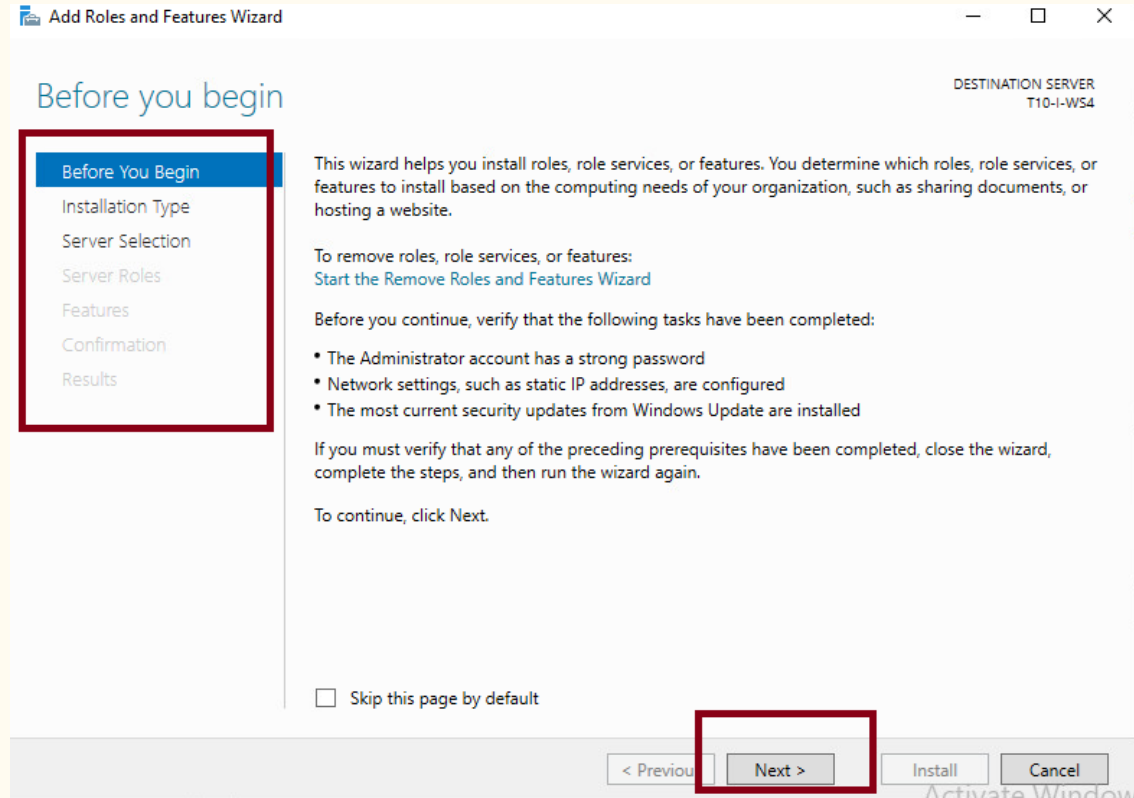 Add Roles and Features Wizard
Before you begin
DESTINATION SERVER
T10-I-WS4
Before You Begin
Installation Type
Server Selection
Server Roles
Features
Confirmation
Results
This wizard helps you install roles, role services, or features. You determine which roles, role services, or
features to install based on the computing needs of your organization, such as sharing documents, or
hosting a website.
To remove roles, role services, or features:
Start the Remove Roles and Features Wizard
Before you continue, verify that the following tasks have been completed:
• The Administrator account has a strong password
• Network settings, such as static IP addresses, are configured
• The most current security updates from Windows Update are installed
If you must verify that any of the preceding prerequisites have been completed, close the wizard,
complete the steps, and then run the wizard again.
To continue, click Next.
Skip this page by default
< Previou
Next >
Install
Cancel
Activate Window